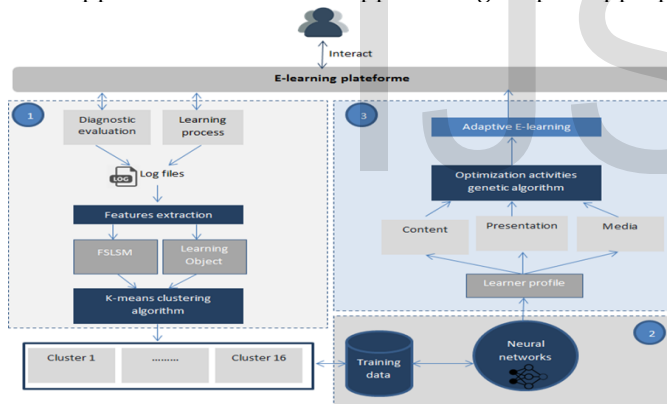 Interact
E-learning plateforme
1
Diagnostic
evaluation
Learning
process
LOG
Log files
Features extraction
FSLSM
Learning
Object
K-means clustering
algorithm
Cluster 1
.........
Cluster 16
3
Adaptive E-learning
Optimization activities
genetic algorithm
Content
Presentation
Media
Learner profile
2
Training
data
Neural
networks
IJS